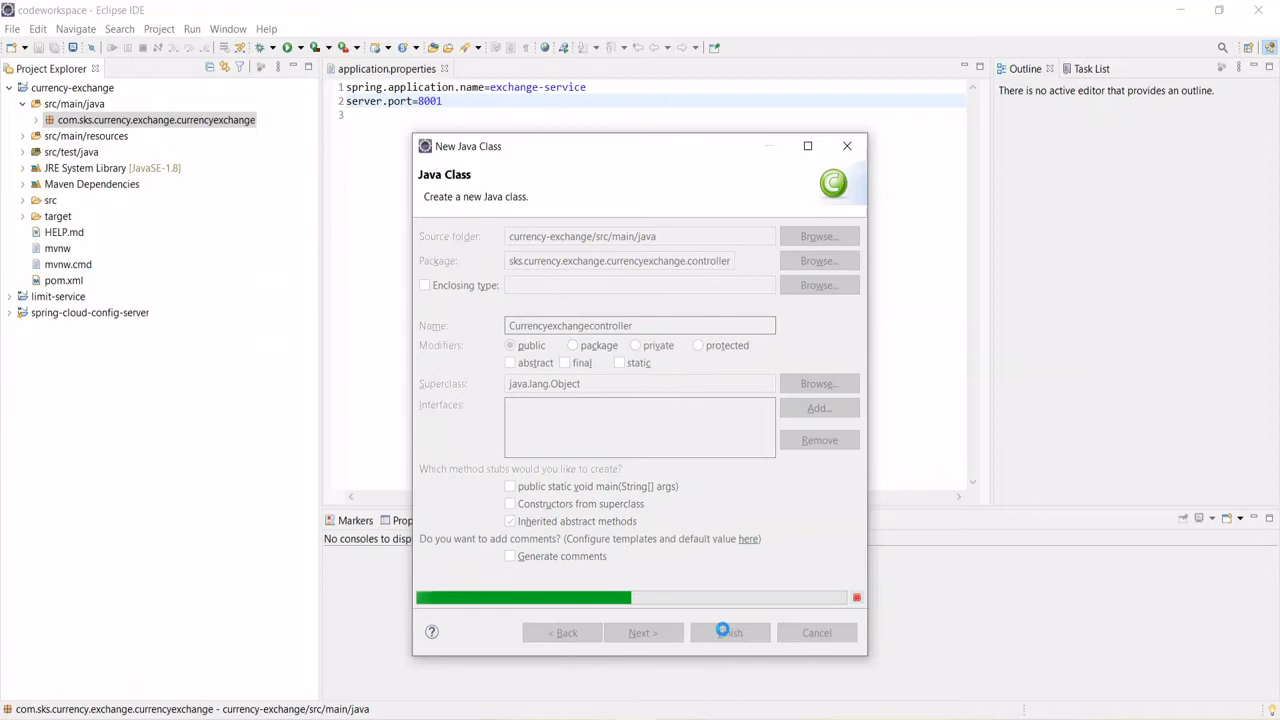 codeworkspace - Eclipse IDE
File Edit Navigate Search Project Run Window Help
Project Explorer
currency-exchange
src/main/java
com.sks.currency.exchange.currencyexchange
src/main/resources
src/test/java
JRE System Library [JavaSE-1.8]
Maven Dependencies
src
target
HELP.md
mvnw
mvnw.cmd
pom.xml
limit-service
spring-cloud-config-server
application.properties
1 spring.application.name=exchange-service
2 server.port=8001
3
Outline Task List
There is no active editor that provides an outline.
New Java Class
Java Class
Create a new Java class.
Source folder: currency-exchange/src/main/java Browse...
Package: sks.currency.exchange.currencyexchange.controller Browse...
Enclosing type: Browse...
Name: Currencyexchangecontroller
Modifiers: public package private protected
abstract final static
Superclass: java.lang.Object Browse...
Interfaces: Add...
Remove
Which method stubs would you like to create?
public static void main(String[] args)
Constructors from superclass
Inherited abstract methods
Do you want to add comments? (Configure templates and default value here)
Generate comments
? < Back Next > Finish Cancel
Markers Prop
No consoles to disp
com.sks.currency.exchange.currencyexchange - currency-exchange/src/main/java